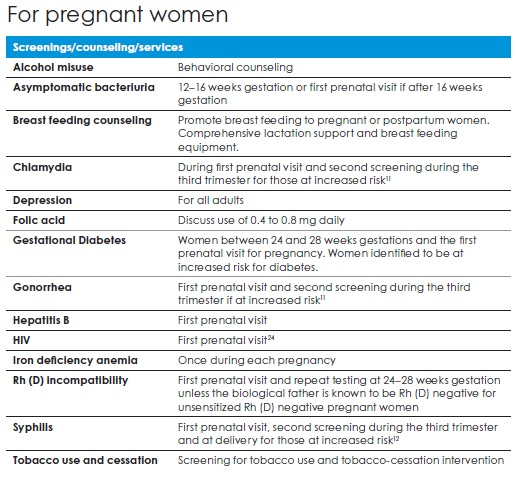 For pregnant women
Screenings/counseling/services
Alcohol misuse Behavioral counseling
Asymptomatic bacteriuria 12–16 weeks gestation or first prenatal visit if after 16 weeks
gestation
Breast feeding counseling Promote breast feeding to pregnant or postpartum women.
Comprehensive lactation support and breast feeding
equipment.
Chlamydia During first prenatal visit and second screening during the
third trimester for those at increased risk¹¹
Depression For all adults
Folic acid Discuss use of 0.4 to 0.8 mg daily
Gestational Diabetes Women between 24 and 28 weeks gestations and the first
prenatal visit for pregnancy. Women identified to be at
increased risk for diabetes.
Gonorrhea First prenatal visit and second screening during the third
trimester if at increased risk¹¹
Hepatitis B First prenatal visit
HIV First prenatal visit²⁴
Iron deficiency anemia Once during each pregnancy
Rh (D) incompatibility First prenatal visit and repeat testing at 24–28 weeks gestation
unless the biological father is known to be Rh (D) negative for
unsensitized Rh (D) negative pregnant women
Syphilis First prenatal visit, second screening during the third trimester
and at delivery for those at increased risk¹²
Tobacco use and cessation Screening for tobacco use and tobacco-cessation intervention